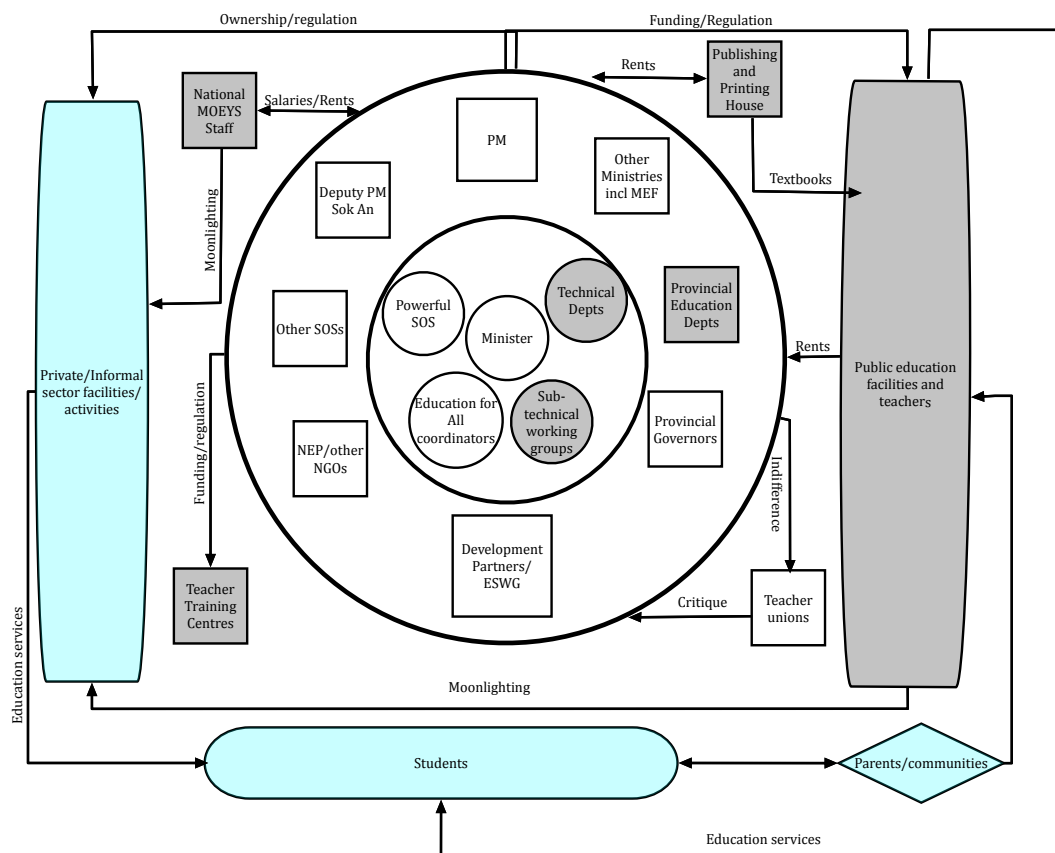 Ownership/regulation
Funding/Regulation
National
MOEYS
Staff
Salaries/Rents
Rents
Publishing
and
Printing
House
PM
Other
Ministries
incl MEF
Deputy PM
Sok An
Textbooks
Moonlighting
Powerful
SOS
Technical
Depts
Minister
Provincial
Education
Depts
Other SOSs
Rents
Private/Informal
sector facilities/
activities
Public education
facilities and
teachers
Education for
All
coordinators
Sub-
technical
working
groups
Provincial
Governors
NEP/other
NGOs
Funding/regulation
Indifference
Development
Partners/
ESWG
Teacher
Training
Centres
Critique
Teacher
unions
Education services
Moonlighting
Students
Parents/communities
Education services